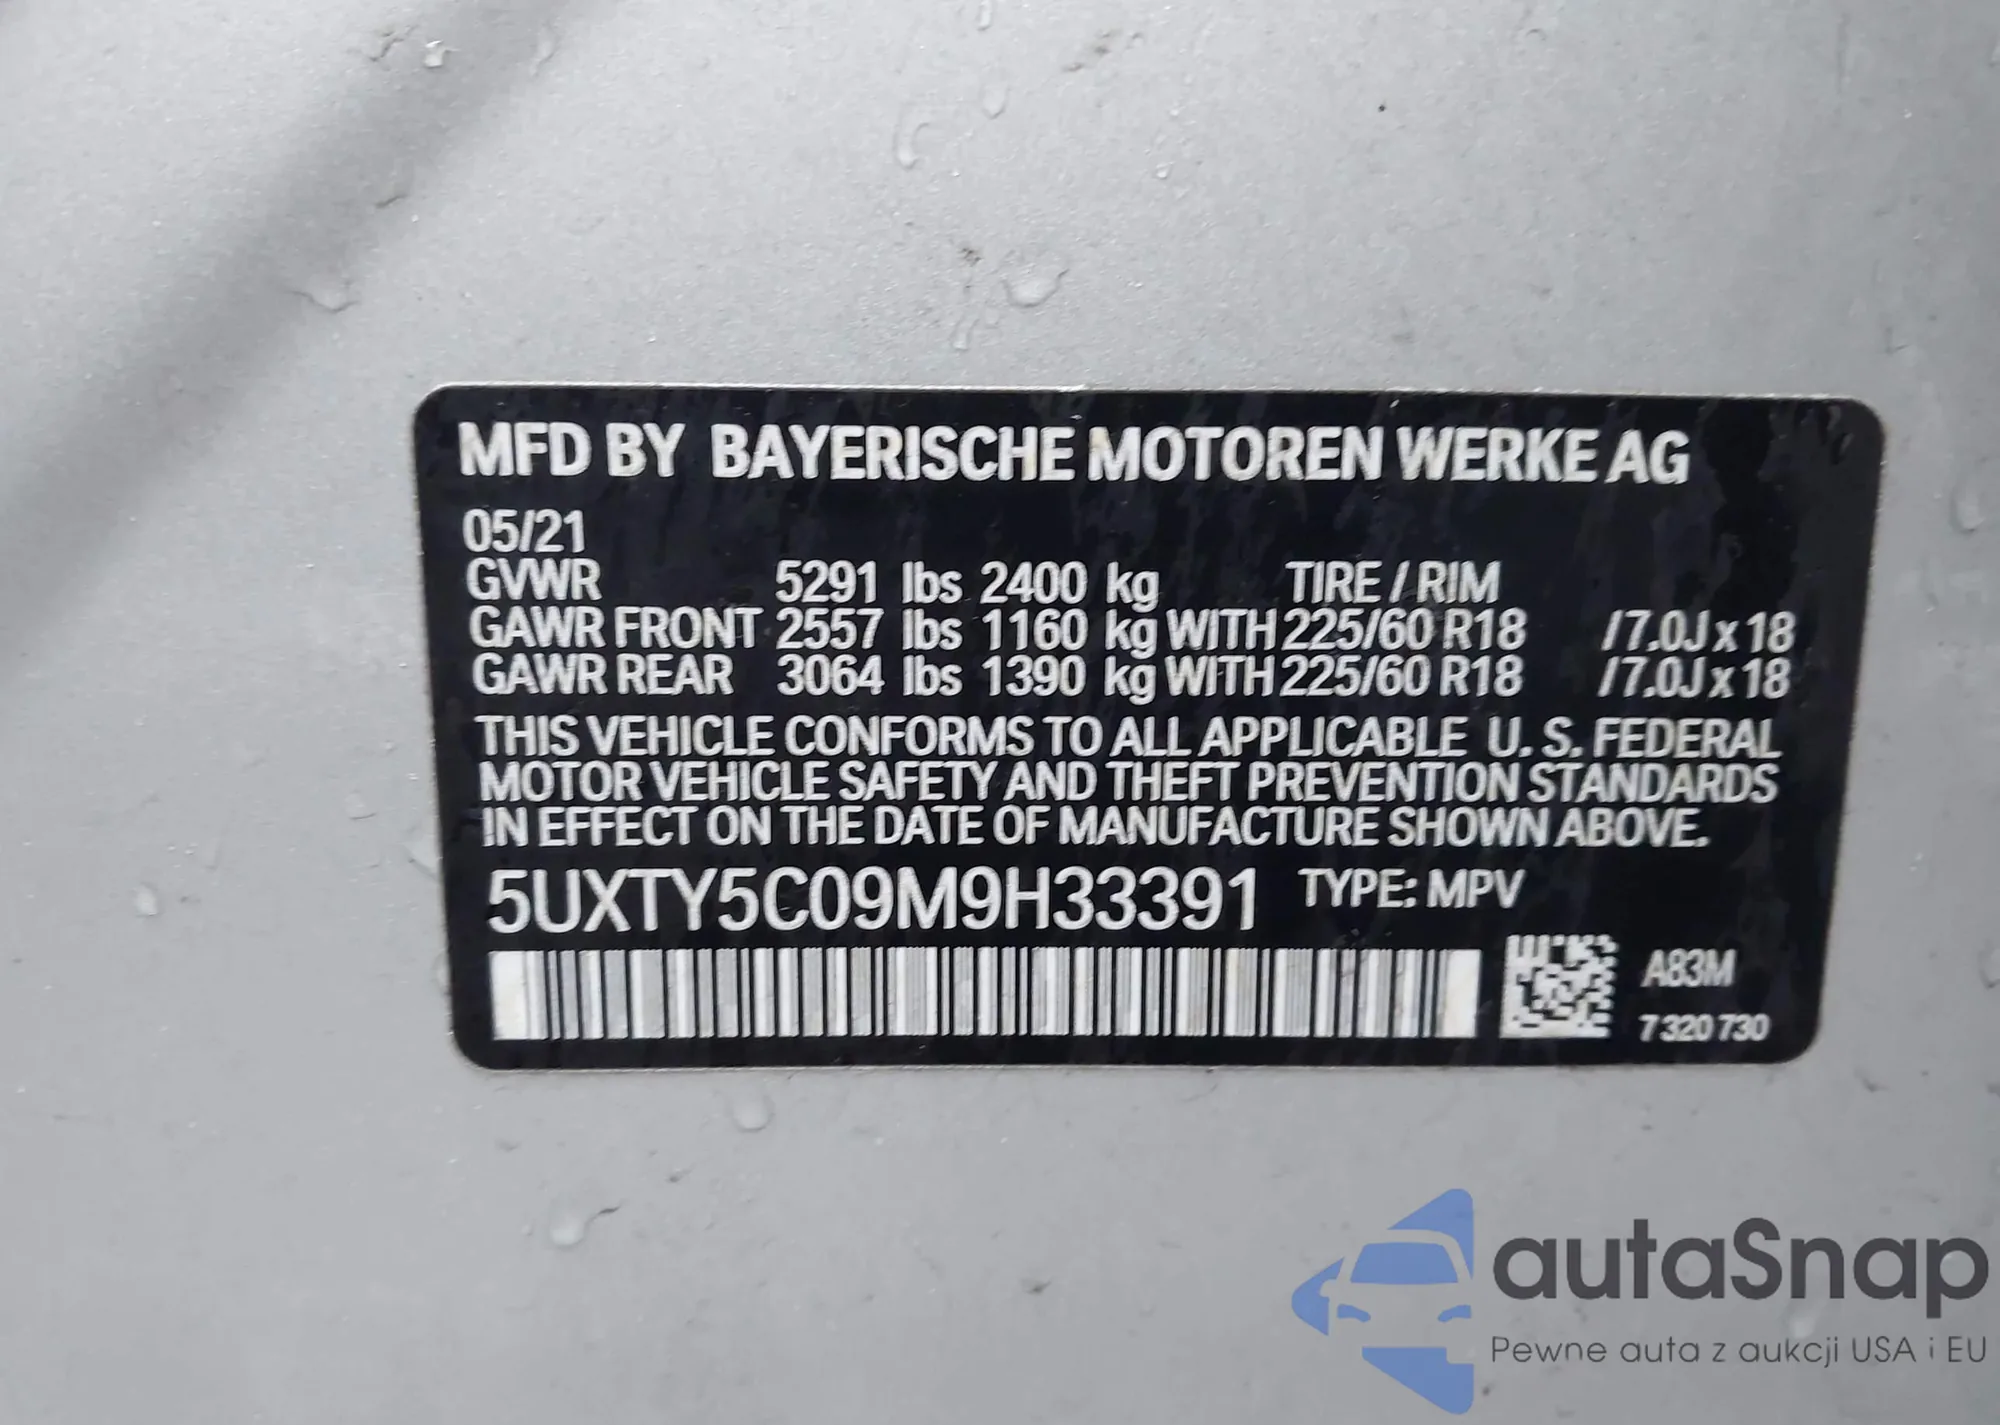 MFD BY BAYERISCHE MOTOREN WERKE AG
05/21
GVWR 5291 lbs 2400 kg TIRE / RIM
GAWR FRONT 2557 lbs 1160 kg WITH 225/60 R18 /7.0J x 18
GAWR REAR 3064 lbs 1390 kg WITH 225/60 R18 /7.0J x 18
THIS VEHICLE CONFORMS TO ALL APPLICABLE U. S. FEDERAL
MOTOR VEHICLE SAFETY AND THEFT PREVENTION STANDARDS
IN EFFECT ON THE DATE OF MANUFACTURE SHOWN ABOVE.
5UXTY5C09M9H33391 TYPE: MPV
A83M
7 320 730
autaSnap
Pewne auta z aukcji USA i EU